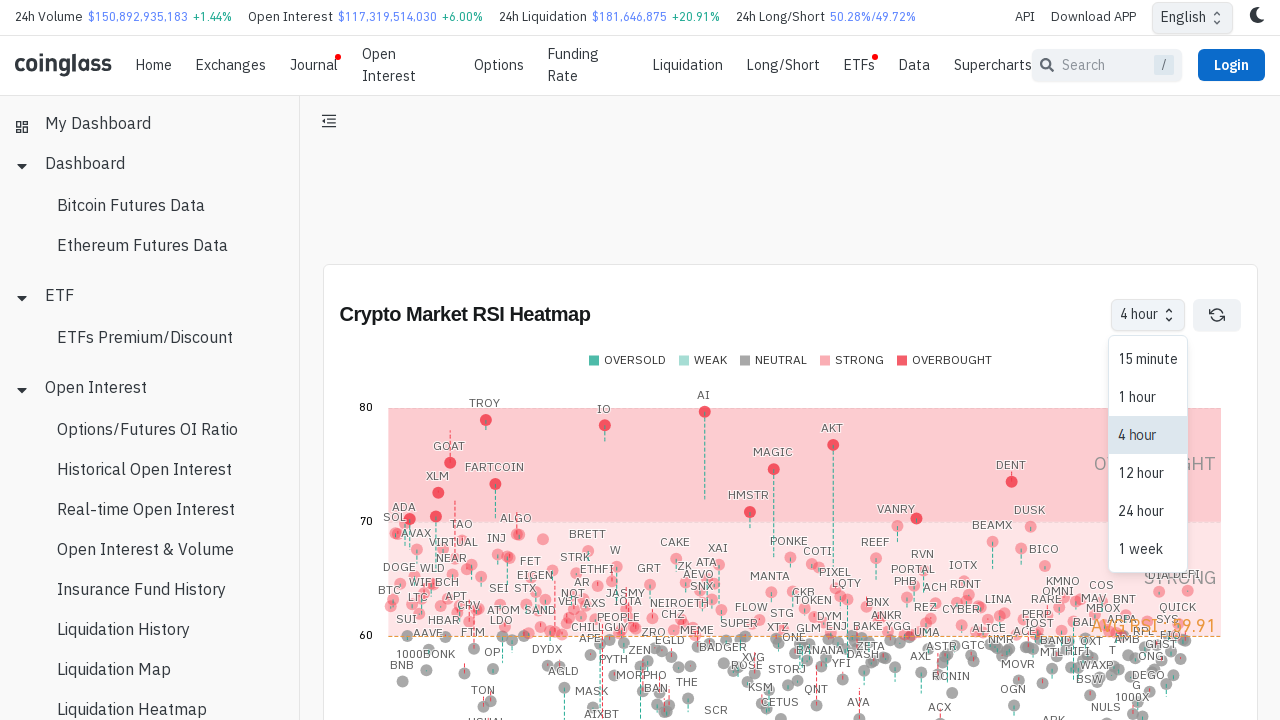 24h Volume $150,892,935,183 +1.44% Open Interest $117,319,514,030 +6.00% 24h Liquidation $181,646,875 +20.91% 24h Long/Short 50.28%/49.72% API Download APP English
coinglass Home Exchanges Journal Open Interest Options Funding Rate Liquidation Long/Short ETFs Data Supercharts Search / Login
My Dashboard
Dashboard
Bitcoin Futures Data
Ethereum Futures Data
ETF
ETFs Premium/Discount
Open Interest
Options/Futures OI Ratio
Historical Open Interest
Real-time Open Interest
Open Interest & Volume
Insurance Fund History
Liquidation History
Liquidation Map
Liquidation Heatmap
Crypto Market RSI Heatmap
4 hour
15 minute
1 hour
4 hour
12 hour
24 hour
1 week
OVERSOLD WEAK NEUTRAL STRONG OVERBOUGHT
80
70
60
AI
TROY
IO
AKT
GOAT
MAGIC
FARTCOIN
DENT
XLM
HMSTR
ADA
VANRY
DUSK
SOL
ALGO
TAO
BEAMX
AVAX
BRETT
INJ
VIRTUAL
CAKE
PONKE
REEF
XAI
W
COTI
BICO
NEAR
STRK
FET
RVN
DOGE WLD
ETHFI
GRT
ZK
ATA
IOTX
PORTAL
EIGEN
AEVO
MANTA
PIXEL
STRONG
WIF BCH
AR
PHB
LQTY
RDNT
KMNO
SNX
ACH
COS
BTC
SEI STX
NOT
JASMY
CKR
OMNI
LTC
APT
VET
AXS
IOTA
NEIROETH
TOKEN
BNX
LINA
RARE
MAV
BNT
CRV
ATOM SAND
FLOW
STG
REZ
CYBER
MBOX
QUICK
SUI
HBAR
LDO
PEOPLE
CHZ
DYM
ANKR
PERP
SUPER
XTZ
GLM
ENJ
BAKE YGG
IOST
BAL
SYS
AAVE
FTM
CHILLGUY
ZRO
MEME
UMA
ALICE
ACE
APE
EGLD
ONE
NMR
BAND
QXT
AMB
1000BONK
OP
DYDX
ZEN
BADGER
BANANA
ZETA
ASTR
GTC
MTL
HIFI
T
GHST
BNB
PYTH
XVG
DASH
AXL
MOVR
WAXP
ONG
AGLD
MORPHO
ROSE
STORJ
YFI
RONIN
BSW
DEGO
TON
MASK
BAN
THE
KSM
QNT
OGN
1000X
G
AIXBT
SCR
CETUS
AVA
ACX
NULS